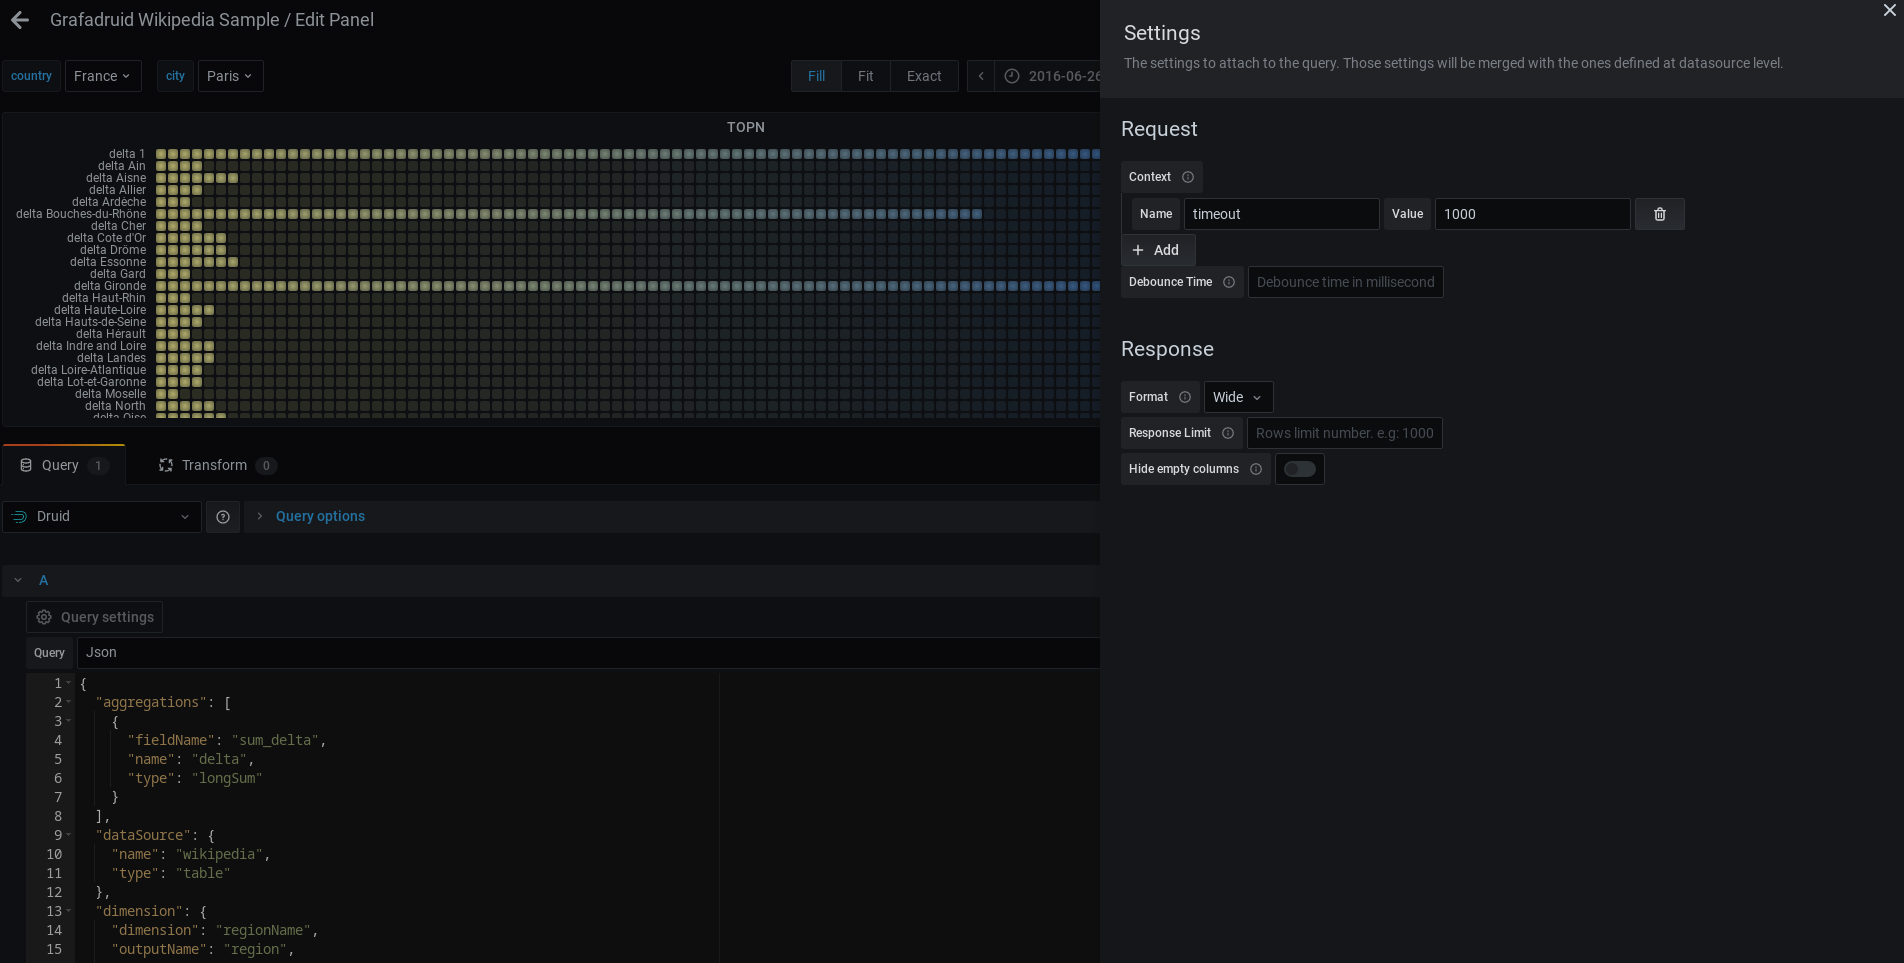 Grafadruid Wikipedia Sample / Edit Panel
country France city Paris
Fill Fit Exact 2016-06-26
TOPN
delta 1
delta Ain
delta Aisne
delta Allier
delta Ardèche
delta Bouches-du-Rhône
delta Cher
delta Cote d'Or
delta Drôme
delta Essonne
delta Gard
delta Gironde
delta Haut-Rhin
delta Haute-Loire
delta Hauts-de-Seine
delta Hérault
delta Indre and Loire
delta Landes
delta Loire-Atlantique
delta Lot-et-Garonne
delta Moselle
delta North
delta Oise
Query 1 Transform 0
Druid Query options
A
Query settings
Query Json
1 {
2 "aggregations": [
3 {
4 "fieldName": "sum_delta",
5 "name": "delta",
6 "type": "longSum"
7 }
8 ],
9 "dataSource": {
10 "name": "wikipedia",
11 "type": "table"
12 },
13 "dimension": {
14 "dimension": "regionName",
15 "outputName": "region",
Settings
The settings to attach to the query. Those settings will be merged with the ones defined at datasource level.
Request
Context
Name timeout Value 1000
+ Add
Debounce Time Debounce time in millisecond
Response
Format Wide
Response Limit Rows limit number. e.g: 1000
Hide empty columns